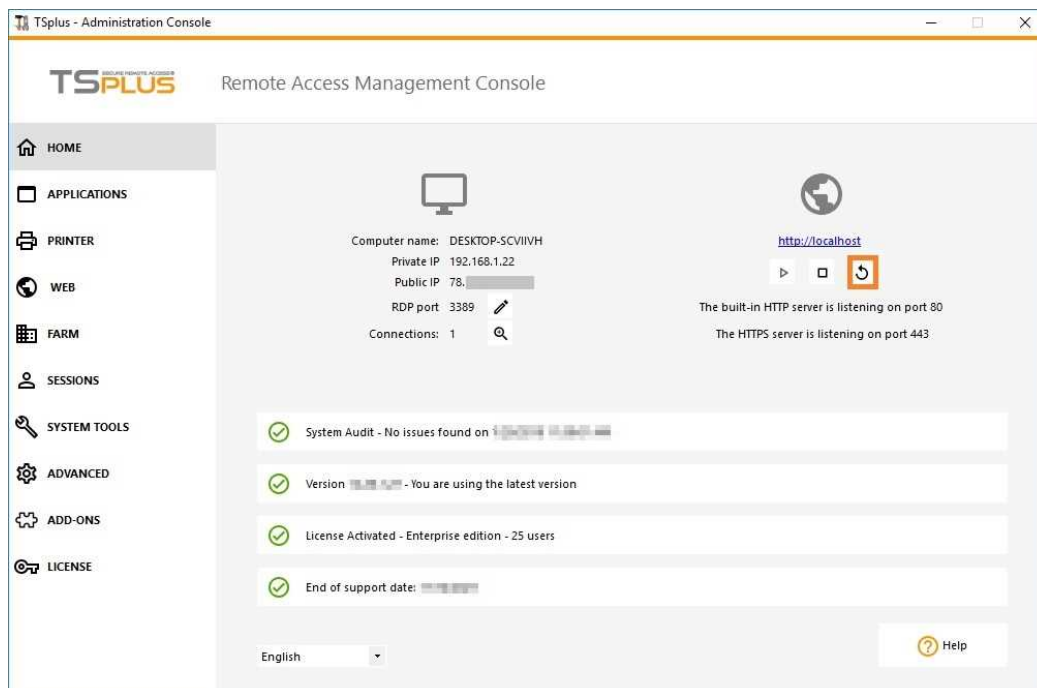 TSplus - Administration Console
TSPLUS
SECURE REMOTE ACCESS
Remote Access Management Console
HOME
APPLICATIONS
PRINTER
WEB
FARM
SESSIONS
SYSTEM TOOLS
ADVANCED
ADD-ONS
LICENSE
Computer name: DESKTOP-SCVIIVH
Private IP 192.168.1.22
Public IP 78.
RDP port 3389
Connections: 1
http://localhost
The built-in HTTP server is listening on port 80
The HTTPS server is listening on port 443
System Audit - No issues found on
Version - You are using the latest version
License Activated - Enterprise edition - 25 users
End of support date:
English
Help